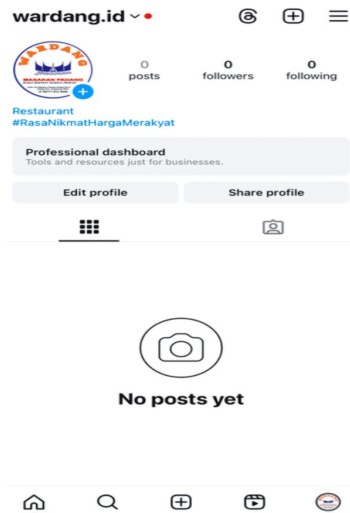 wardang.id
WARDANG
MASAKAN PADANG
0
posts
0
followers
0
following
Restaurant
#RasaNikmatHargaMerakyat
Professional dashboard
Tools and resources just for businesses.
Edit profile
Share profile
No posts yet